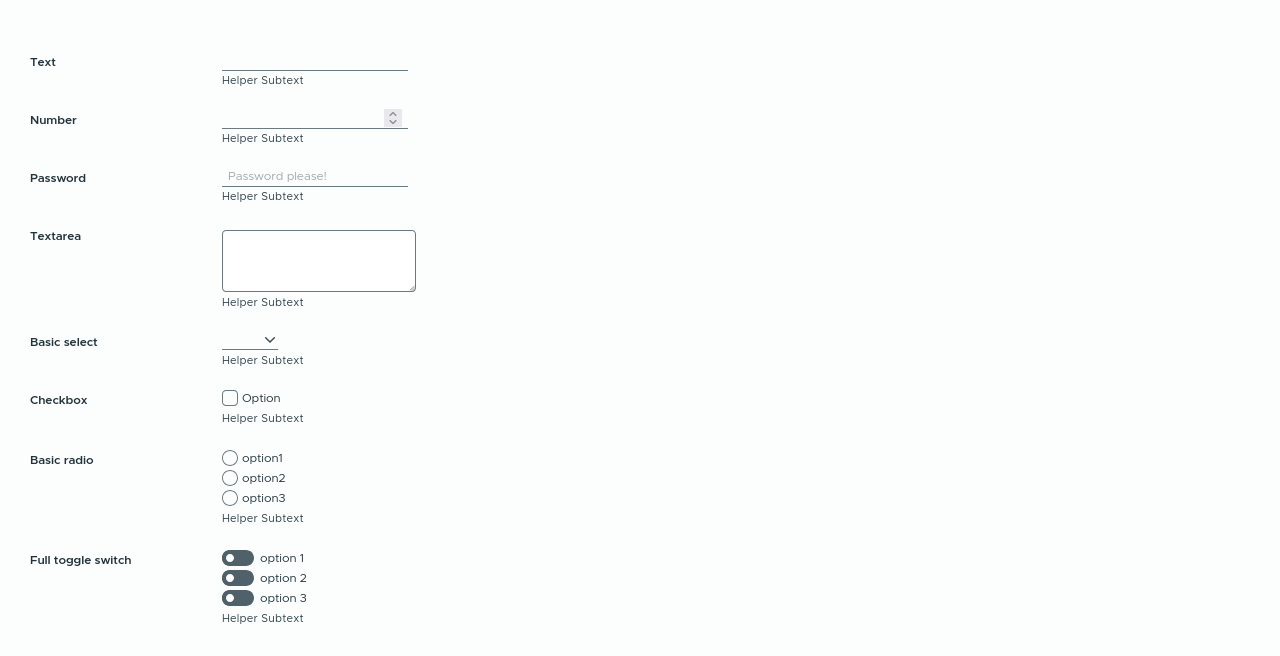 Text
Helper Subtext
Number
Helper Subtext
Password
Password please!
Helper Subtext
Textarea
Helper Subtext
Basic select
Helper Subtext
Checkbox
Option
Helper Subtext
Basic radio
option1
option2
option3
Helper Subtext
Full toggle switch
option 1
option 2
option 3
Helper Subtext